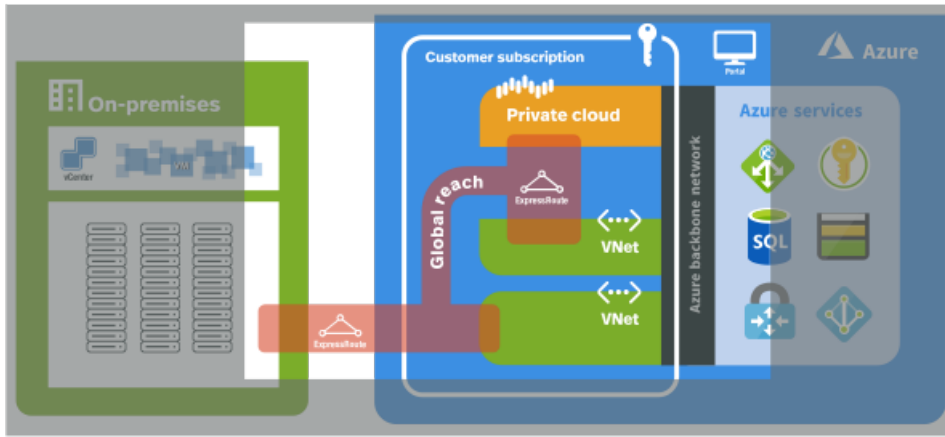 Azure
Customer subscription
Portal
On-premises
Private cloud
Azure services
vCenter
VM
Global reach
ExpressRoute
Azure backbone network
VNet
SQL
VNet
ExpressRoute